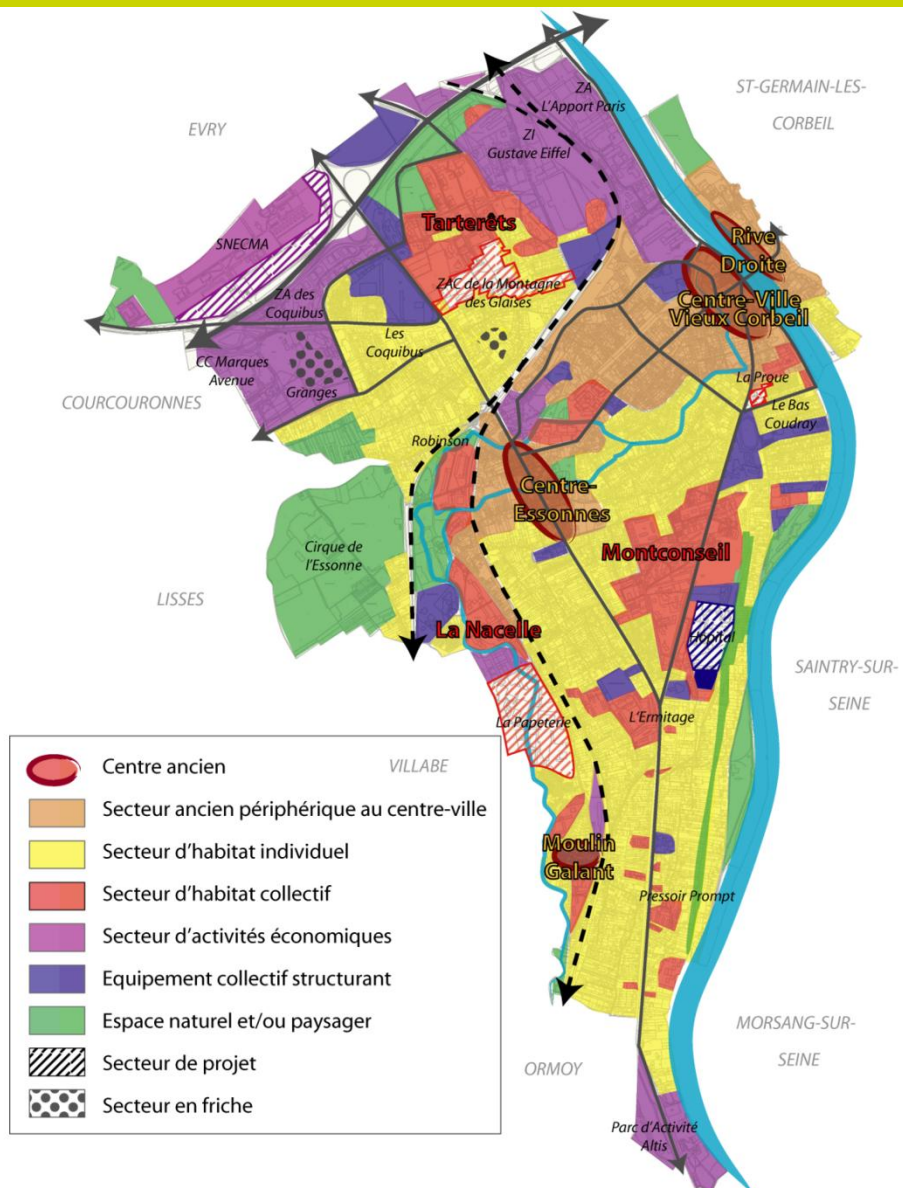 ZA
L'Apport Paris
ST-GERMAIN-LES-
CORBEIL
EVRY
ZI
Gustave Eiffel
Tarterêts
SNECMA
Rive
Droite
ZAC de la Montagne
des Glaises
ZA des
Coquibus
Centre-Ville
Vieux Corbeil
Les
Coquibus
CC Marques
Avenue
Granges
La Proue
COURCOURONNES
Le Bas
Coudray
Robinson
Centre-
Essonnes
Cirque de
l'Essonne
Montconseil
LISSES
La Nacelle
Hôpital
SAINTRY-SUR-
SEINE
La Papeterie
L'Ermitage
VILLABE
Moulin
Galant
Pressoir Prompt
MORSANG-SUR-
SEINE
ORMOY
Parc d'Activité
Altis
Centre ancien
Secteur ancien périphérique au centre-ville
Secteur d'habitat individuel
Secteur d'habitat collectif
Secteur d'activités économiques
Equipement collectif structurant
Espace naturel et/ou paysager
Secteur de projet
Secteur en friche